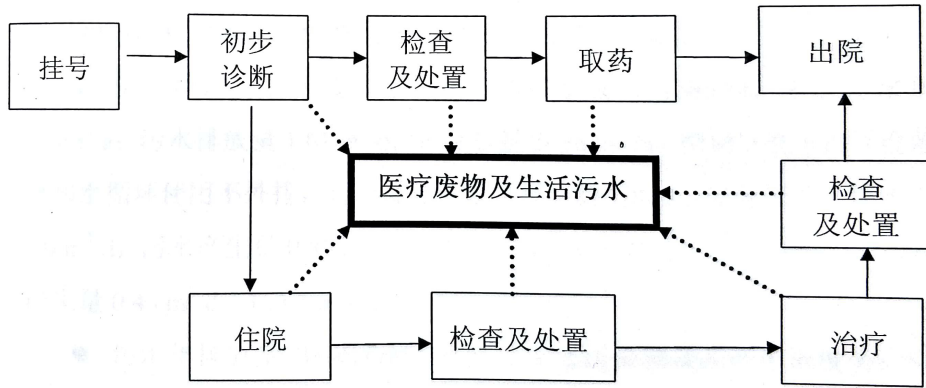 挂号
初步
诊断
检查
及处置
取药
出院
医疗废物及生活污水
检查
及处置
住院
检查及处置
治疗